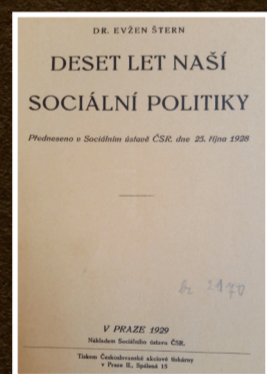 DR. EVŽEN ŠTERN
DESET LET NAŠÍ
SOCIÁLNÍ POLITIKY
Předneseno v Sociálním ústavě ČSR. dne 25. října 1928
V PRAZE 1929
Nákladem Sociálního ústavu ČSR.
Tiskem Československé akciové tiskárny
v Praze II., Spálená 15